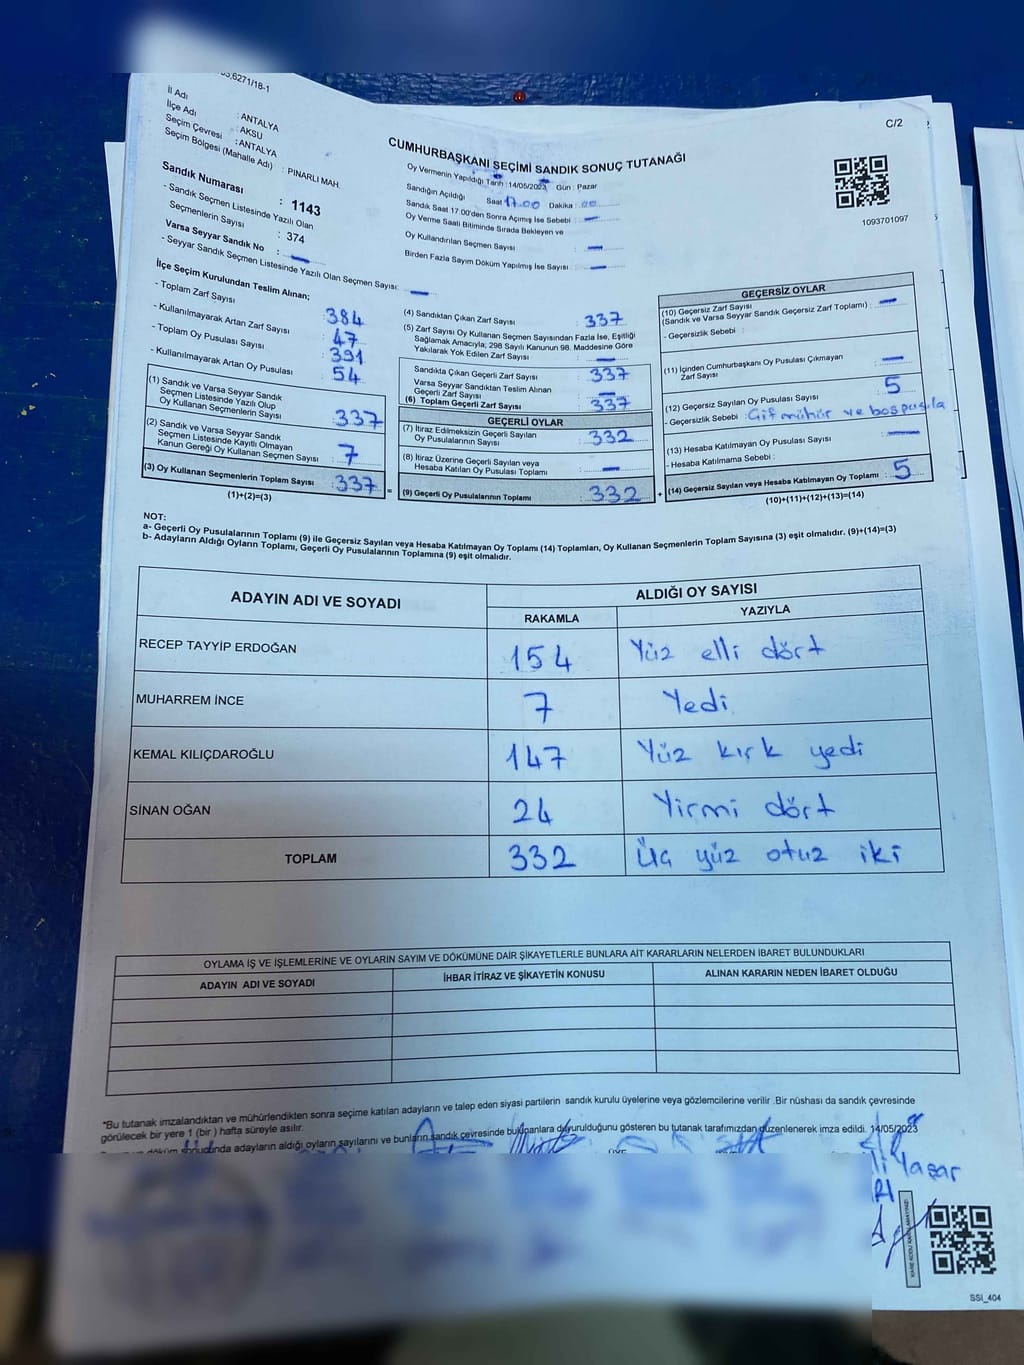 C/2
İl Adı : ANTALYA
İlçe Adı : AKSU
Seçim Çevresi : ANTALYA
Seçim Bölgesi (Mahalle Adı) : PINARLI MAH.
CUMHURBAŞKANI SEÇİMİ SANDIK SONUÇ TUTANAĞI
Oy Vermenin Yapıldığı Tarih : 14/05/2023 Gün : Pazar
Sandığın Açıldığı Saat 17.00 Dakika : 00
Sandık Saat 17.00'den Sonra Açımış İse Sebebi : —
Oy Verme Saati Bitiminde Sırada Bekleyen ve
Oy Kullandırılan Seçmen Sayısı : —
Birden Fazla Sayım Döküm Yapılmış İse Sayısı : —
1093701097
Sandık Numarası : 1143
- Sandık Seçmen Listesinde Yazılı Olan
Seçmenlerin Sayısı : 374
Varsa Seyyar Sandık No : —
- Seyyar Sandık Seçmen Listesinde Yazılı Olan Seçmen Sayısı : —
İlçe Seçim Kurulundan Teslim Alınan;
- Toplam Zarf Sayısı : 384
- Kullanılmayarak Artan Zarf Sayısı : 47
- Toplam Oy Pusulası Sayısı : 391
- Kullanılmayarak Artan Oy Pusulası : 54
(1) Sandık ve Varsa Seyyar Sandık
Seçmen Listesinde Yazılı Olup
Oy Kullanan Seçmenlerin Sayısı : 337
(2) Sandık ve Varsa Seyyar Sandık
Seçmen Listesinde Kayıtlı Olmayan
Kanun Gereği Oy Kullanan Seçmen Sayısı : 7
(3) Oy Kullanan Seçmenlerin Toplam Sayısı : 337
(1)+(2)=(3)
(4) Sandıktan Çıkan Zarf Sayısı : 337
(5) Zarf Sayısı Oy Kullanan Seçmen Sayısından Fazla İse, Eşitliği
Sağlamak Amacıyla; 298 Sayılı Kanunun 98. Maddesine Göre
Yakılarak Yok Edilen Zarf Sayısı : —
Sandıkta Çıkan Geçerli Zarf Sayısı : 337
Varsa Seyyar Sandıktan Teslim Alınan
Geçerli Zarf Sayısı : —
(6) Toplam Geçerli Zarf Sayısı : 337
GEÇERLİ OYLAR
(7) İtiraz Edilmeksizin Geçerli Sayılan
Oy Pusulalarının Sayısı : 332
(8) İtiraz Üzerine Geçerli Sayılan veya
Hesaba Katılan Oy Pusulası Toplamı : —
(9) Geçerli Oy Pusulalarının Toplamı : 332
GEÇERSİZ OYLAR
(10) Geçersiz Zarf Sayısı
(Sandık ve Varsa Seyyar Sandık Geçersiz Zarf Toplamı) : —
- Geçersizlik Sebebi :
(11) İçinden Cumhurbaşkanı Oy Pusulası Çıkmayan
Zarf Sayısı : —
(12) Geçersiz Sayılan Oy Pusulası Sayısı : 5
- Geçersizlik Sebebi : Çift mühür ve boş pusula
(13) Hesaba Katılmayan Oy Pusulası Sayısı : —
- Hesaba Katılmama Sebebi :
(14) Geçersiz Sayılan veya Hesaba Katılmayan Oy Toplamı : 5
(10)+(11)+(12)+(13)=(14)
NOT:
a- Geçerli Oy Pusulalarının Toplamı (9) ile Geçersiz Sayılan veya Hesaba Katılmayan Oy Toplamı (14) Toplamları, Oy Kullanan Seçmenlerin Toplam Sayısına (3) eşit olmalıdır. (9)+(14)=(3)
b- Adayların Aldığı Oyların Toplamı, Geçerli Oy Pusulalarının Toplamına (9) eşit olmalıdır.
ADAYIN ADI VE SOYADI ALDIĞI OY SAYISI
RAKAMLA YAZIYLA
RECEP TAYYİP ERDOĞAN 154 Yüz elli dört
MUHARREM İNCE 7 Yedi
KEMAL KILIÇDAROĞLU 147 Yüz kırk yedi
SİNAN OĞAN 24 Yirmi dört
TOPLAM 332 Üç yüz otuz iki
OYLAMA İŞ VE İŞLEMLERİNE VE OYLARIN SAYIM VE DÖKÜMÜNE DAİR ŞİKAYETLERLE BUNLARA AİT KARARLARIN NELERDEN İBARET BULUNDUKLARI
ADAYIN ADI VE SOYADI İHBAR İTİRAZ VE ŞİKAYETİN KONUSU ALINAN KARARIN NEDEN İBARET OLDUĞU
*Bu tutanak imzalandıktan ve mühürlendikten sonra seçime katılan adayların ve talep eden siyasi partilerin sandık kurulu üyelerine veya gözlemcilerine verilir .Bir nüshası da sandık çevresinde
görülecek bir yere 1 (bir) hafta süreyle asılır.
adayların aldığı oyların sayılarını ve bunların sandık çevresinde bulunanlara duyurulduğunu gösteren bu tutanak tarafımızdan düzenlenerek imza edildi. 14/05/2023
Yaşar
SSI_404